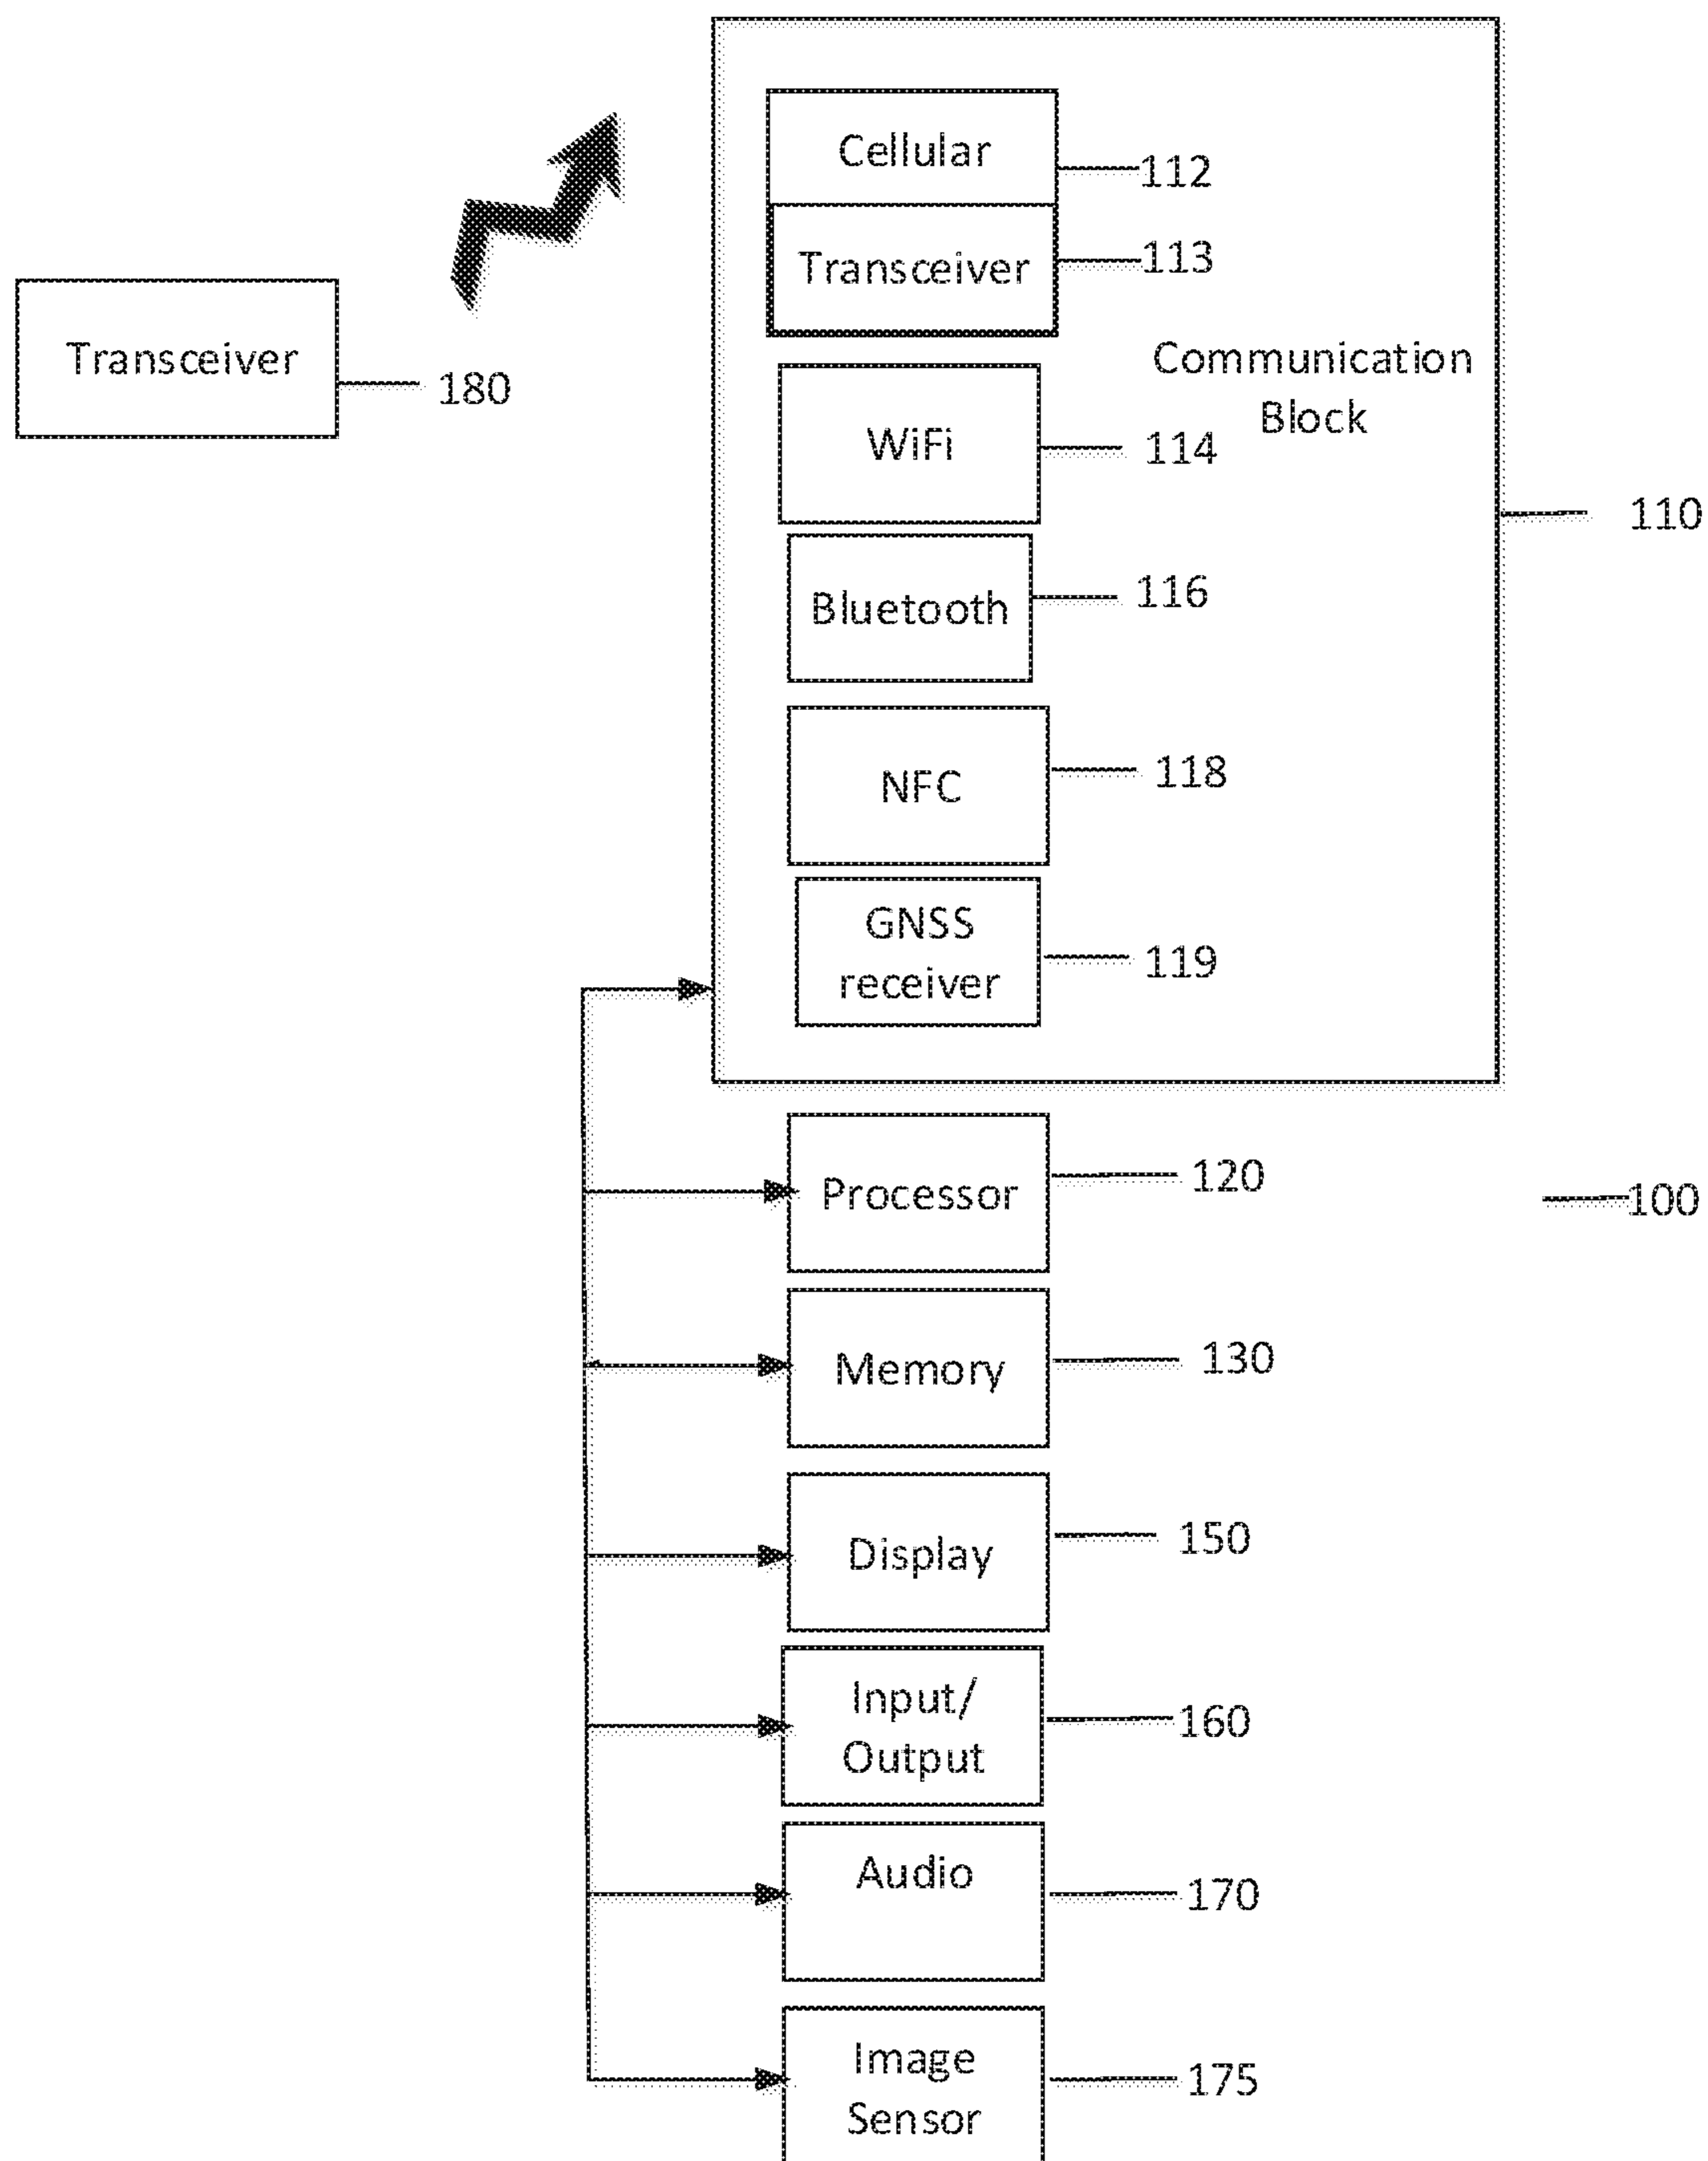 Cellular
112
Transceiver
113
Transceiver
180
Communication
Block
WiFi
114
110
Bluetooth
116
NFC
118
GNSS
receiver
119
Processor
120
100
Memory
130
Display
150
Input/
Output
160
Audio
170
Image
Sensor
175